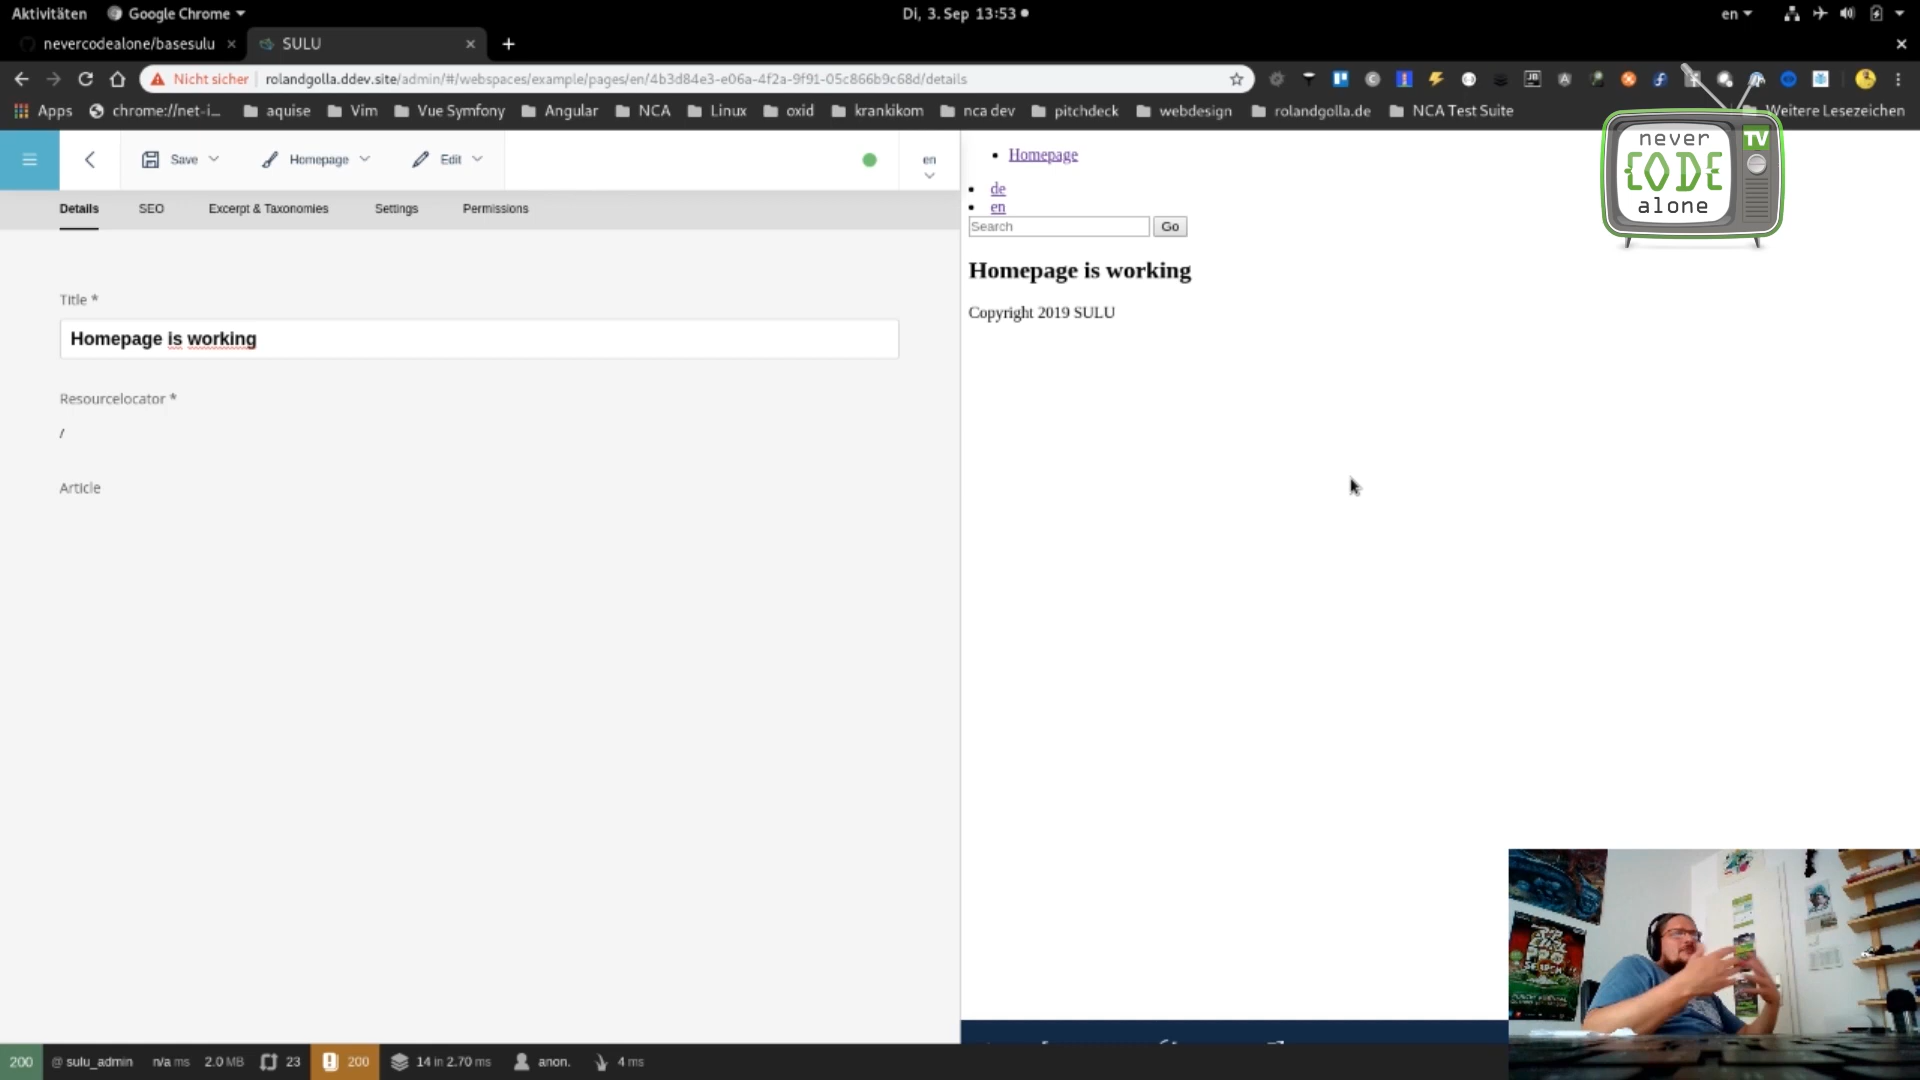 Aktivitäten Google Chrome Di, 3. Sep 13:53 en
nevercodealone/basesulu SULU
Nicht sicher rolandgolla.ddev.site/admin/#/webspaces/example/pages/en/4b3d84e3-e06a-4f2a-9f91-05c866b9c68d/details
Apps chrome://net-i... aquise Vim Vue Symfony Angular NCA Linux oxid krankikom nca dev pitchdeck webdesign rolandgolla.de NCA Test Suite Weitere Lesezeichen
never
CODE
alone
TV
Save Homepage Edit en
Details SEO Excerpt & Taxonomies Settings Permissions
Title *
Homepage is working
Resourcelocator *
/
Article
Homepage
de
en
Search Go
Homepage is working
Copyright 2019 SULU
200 @ sulu_admin n/a ms 2.0 MB 23 200 14 in 2.70 ms anon. 4 ms